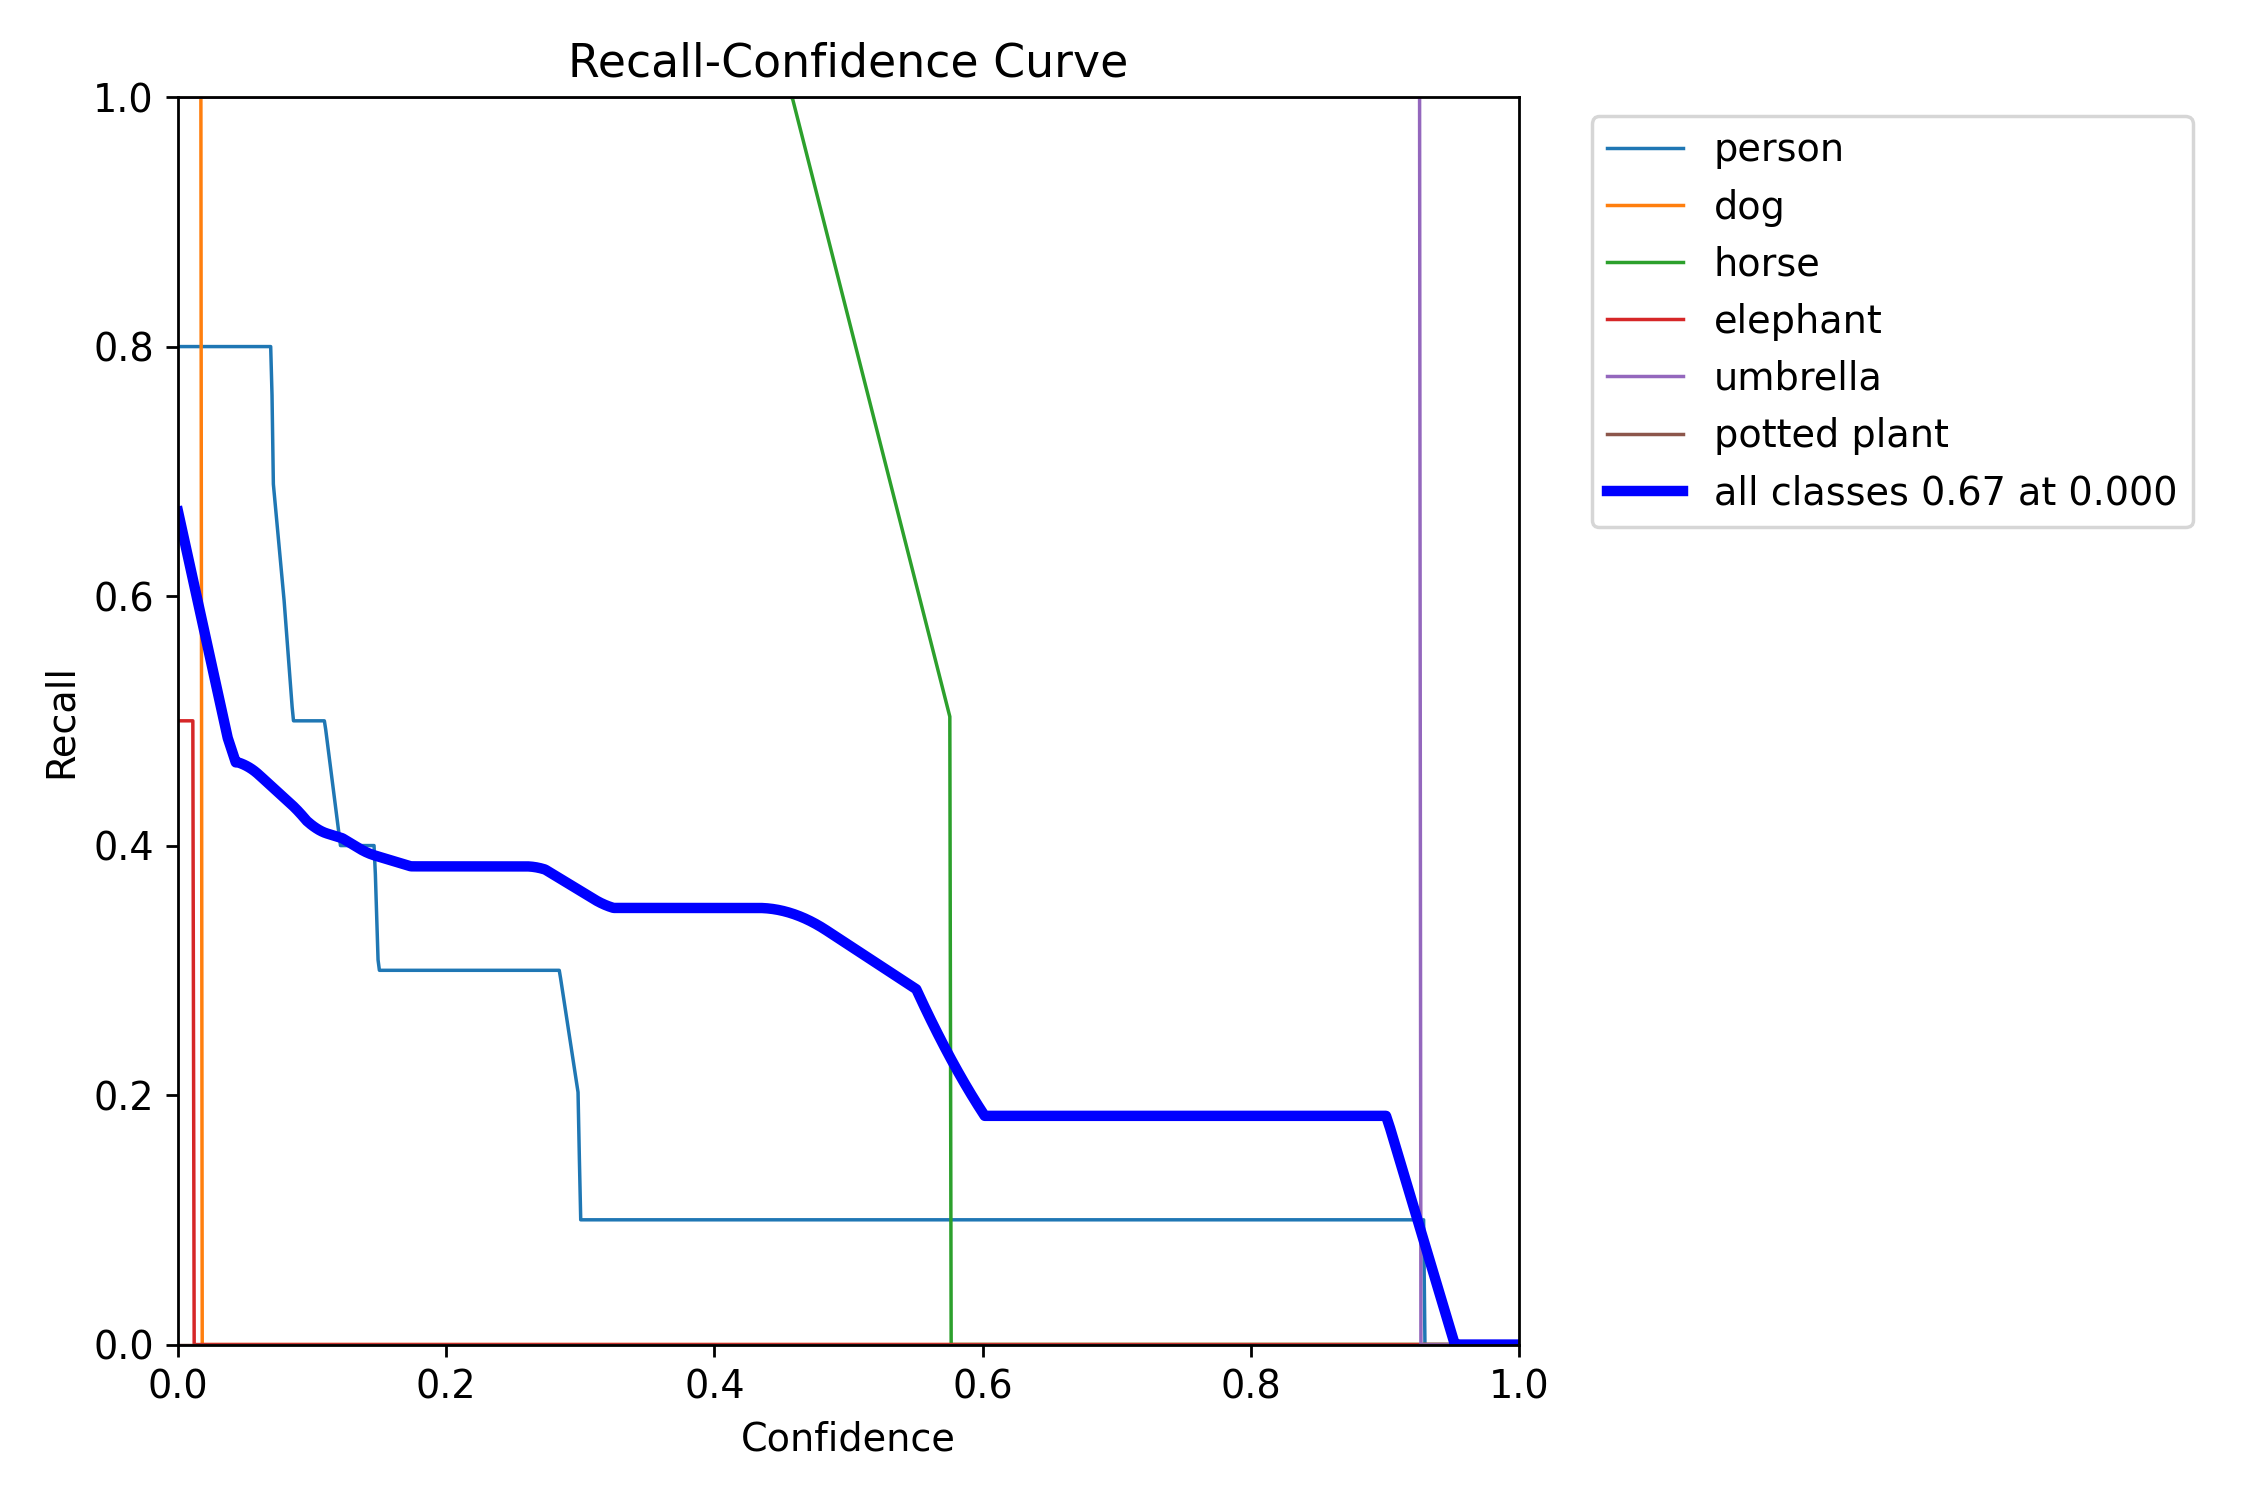 Recall-Confidence Curve
1.0
0.8
0.6
0.4
0.2
0.0
Recall
0.0 0.2 0.4 0.6 0.8 1.0
Confidence
person
dog
horse
elephant
umbrella
potted plant
all classes 0.67 at 0.000